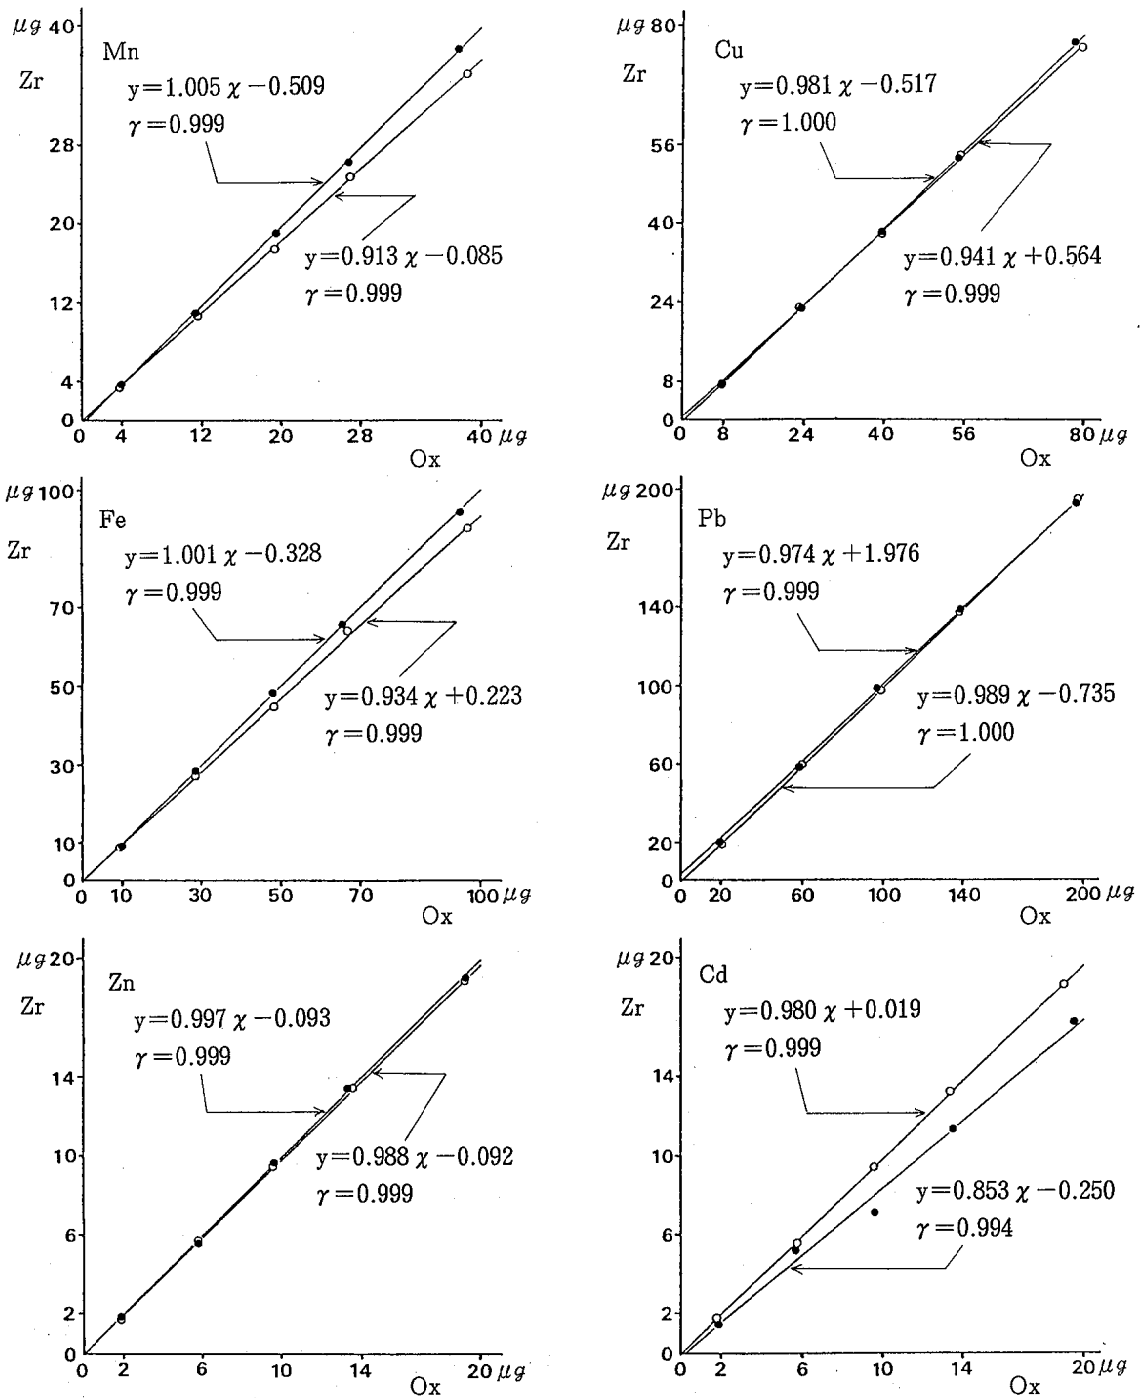 μg 40
Mn
Zr
y=1.005 χ −0.509
γ=0.999
28
20
y=0.913 χ −0.085
γ=0.999
12
4
0
0 4 12 20 28 40 μg
Ox
80
μg
Cu
Zr
y=0.981 χ −0.517
γ=1.000
56
40
y=0.941 χ +0.564
γ=0.999
24
8
0
0 8 24 40 56 80 μg
Ox
μg 100
Fe
Zr
y=1.001 χ −0.328
γ=0.999
70
50
y=0.934 χ +0.223
γ=0.999
30
10
0
0 10 30 50 70 100 μg
Ox
μg 200
Pb
Zr
y=0.974 χ +1.976
γ=0.999
140
100
y=0.989 χ −0.735
γ=1.000
60
20
0
0 20 60 100 140 200 μg
Ox
μg 20
Zn
Zr
y=0.997 χ −0.093
γ=0.999
14
10
y=0.988 χ −0.092
γ=0.999
6
2
0
0 2 6 10 14 20 μg
Ox
μg 20
Cd
Zr
y=0.980 χ +0.019
γ=0.999
14
10
y=0.853 χ −0.250
γ=0.994
6
2
0
0 2 6 10 14 20 μg
Ox